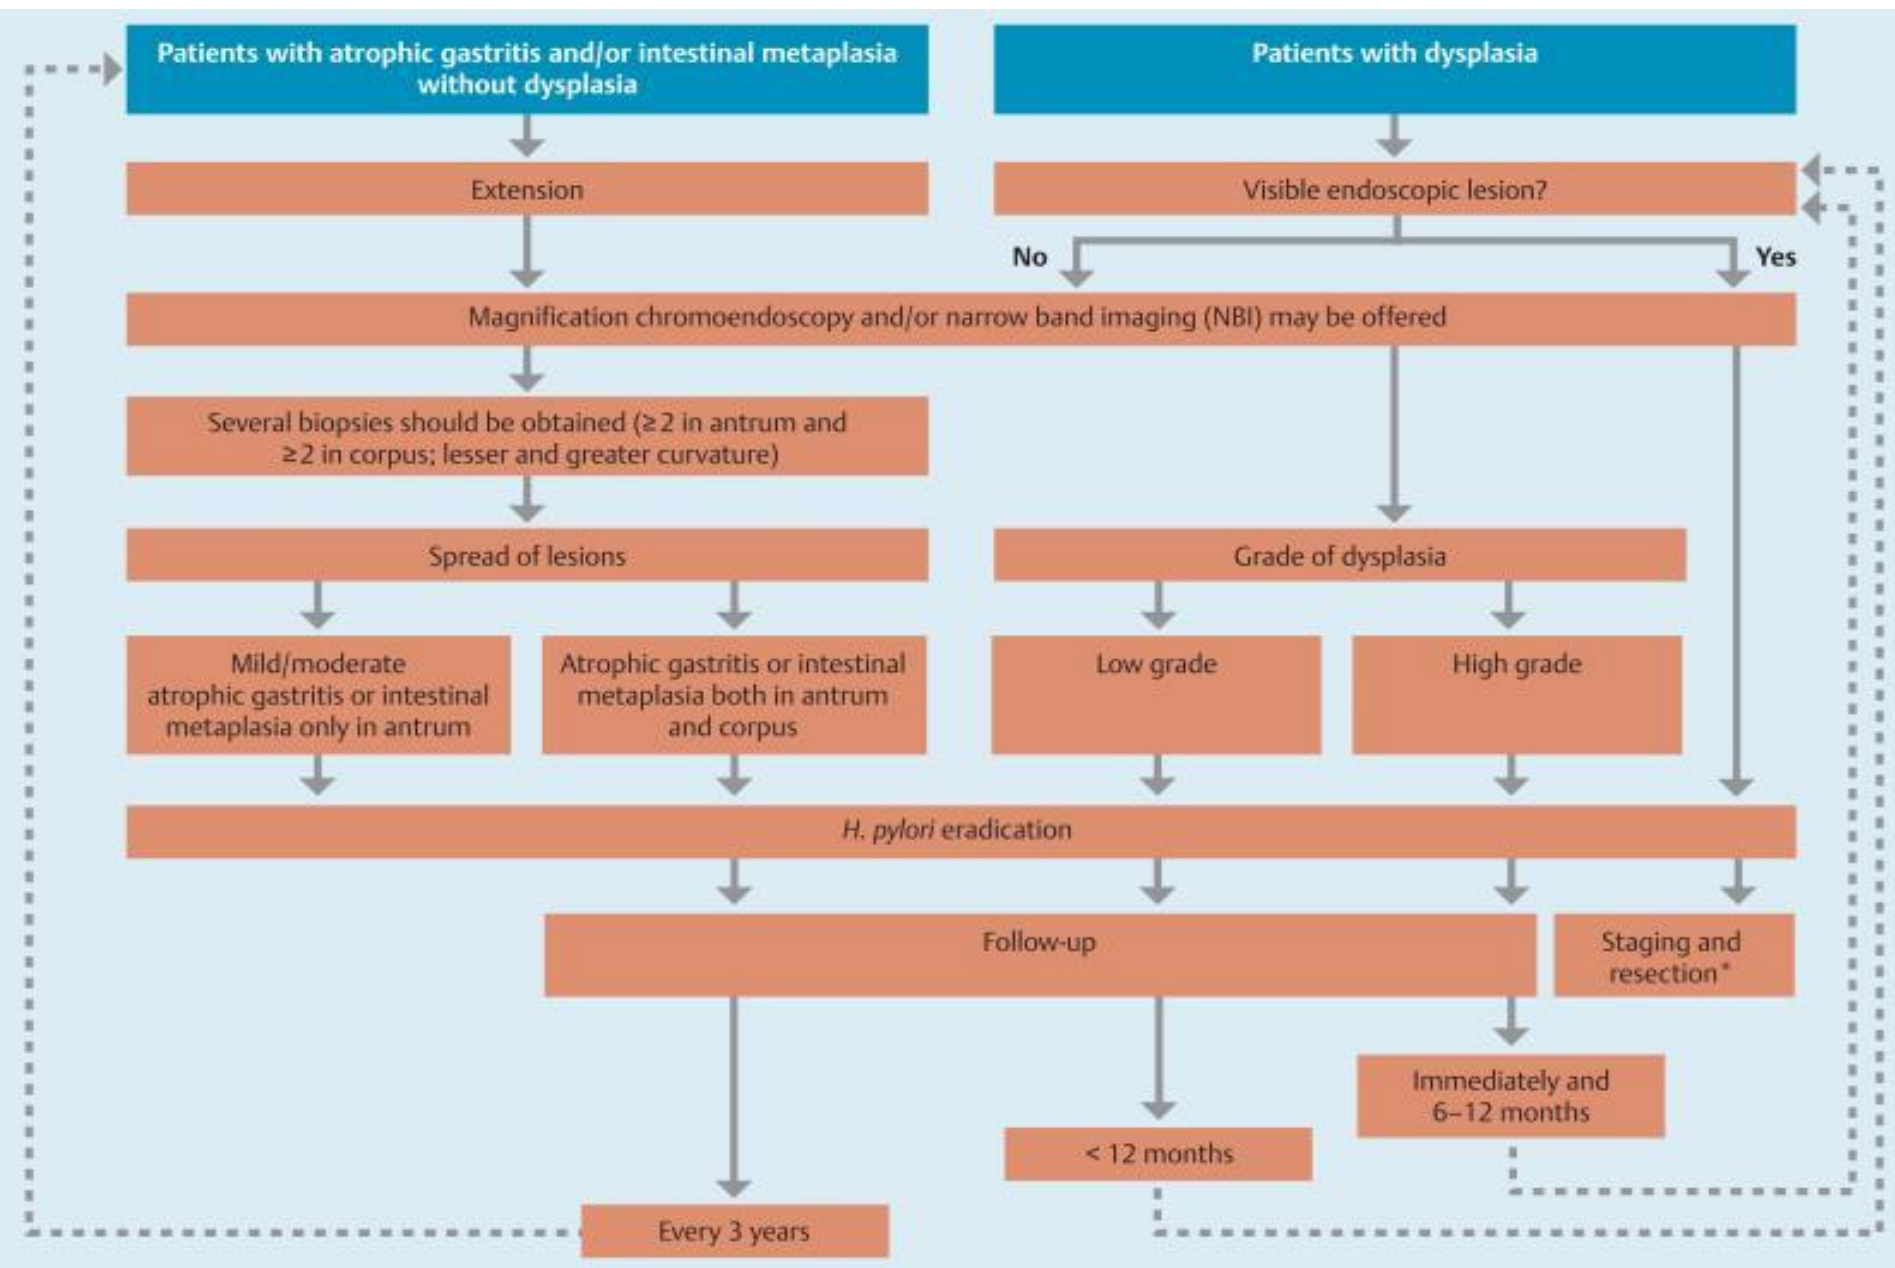 Patients with atrophic gastritis and/or intestinal metaplasia
without dysplasia
Patients with dysplasia
Extension
Visible endoscopic lesion?
No
Yes
Magnification chromoendoscopy and/or narrow band imaging (NBI) may be offered
Several biopsies should be obtained (≥2 in antrum and
≥2 in corpus; lesser and greater curvature)
Spread of lesions
Grade of dysplasia
Mild/moderate
atrophic gastritis or intestinal
metaplasia only in antrum
Atrophic gastritis or intestinal
metaplasia both in antrum
and corpus
Low grade
High grade
H. pylori eradication
Follow-up
Staging and
resection*
Immediately and
6–12 months
< 12 months
Every 3 years